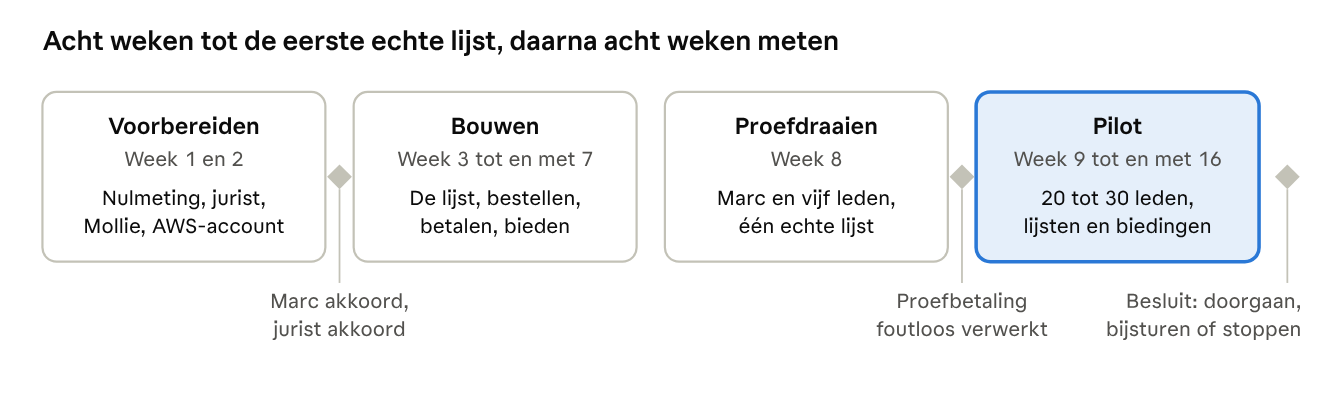 Acht weken tot de eerste echte lijst, daarna acht weken meten
Voorbereiden
Week 1 en 2
Nulmeting, jurist,
Mollie, AWS-account
Bouwen
Week 3 tot en met 7
De lijst, bestellen,
betalen, bieden
Proefdraaien
Week 8
Marc en vijf leden,
één echte lijst
Pilot
Week 9 tot en met 16
20 tot 30 leden,
lijsten en biedingen
Marc akkoord,
jurist akkoord
Proefbetaling
foutloos verwerkt
Besluit: doorgaan,
bijsturen of stoppen